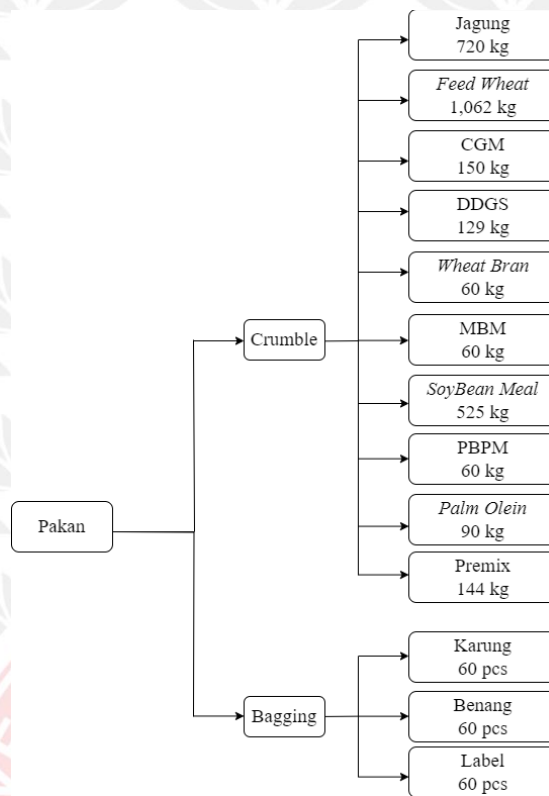 Jagung
720 kg
Feed Wheat
1,062 kg
CGM
150 kg
DDGS
129 kg
Wheat Bran
60 kg
Crumble
MBM
60 kg
SoyBean Meal
525 kg
PBPM
60 kg
Palm Olein
90 kg
Pakan
Premix
144 kg
Karung
60 pcs
Bagging
Benang
60 pcs
Label
60 pcs